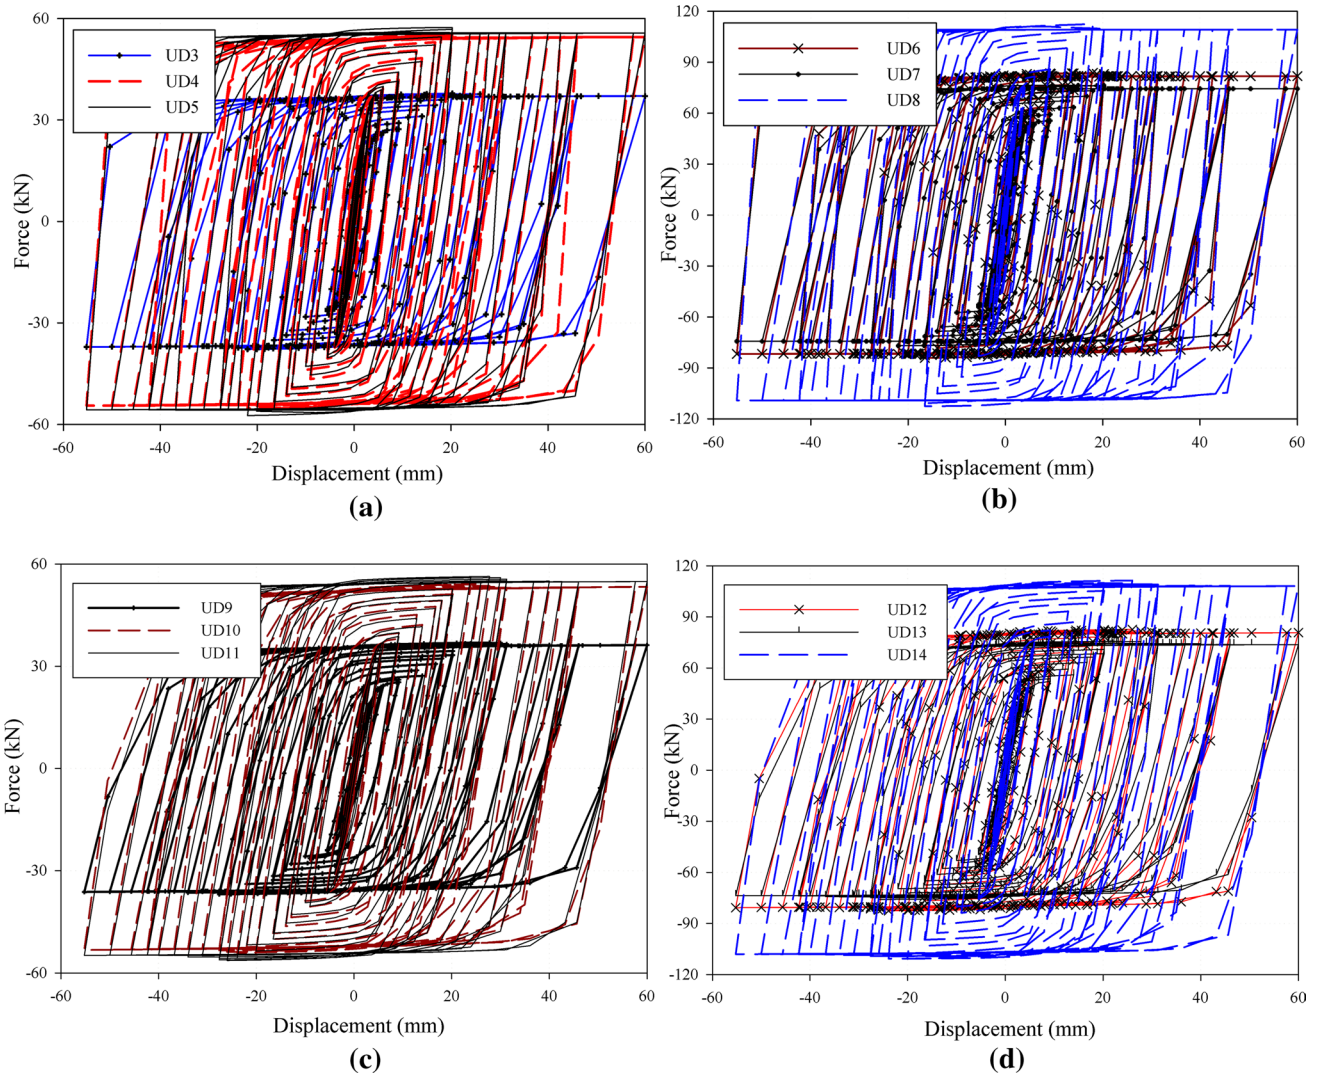 60
30
0
-30
-60
Force (kN)
UD3
UD4
UD5
-60 -40 -20 0 20 40 60
Displacement (mm)
(a)
120
90
60
30
0
-30
-60
-90
-120
Force (kN)
UD6
UD7
UD8
-60 -40 -20 0 20 40 60
Displacement (mm)
(b)
60
30
0
-30
-60
Force (kN)
UD9
UD10
UD11
-60 -40 -20 0 20 40 60
Displacement (mm)
(c)
120
90
60
30
0
-30
-60
-90
-120
Force (kN)
UD12
UD13
UD14
-60 -40 -20 0 20 40 60
Displacement (mm)
(d)